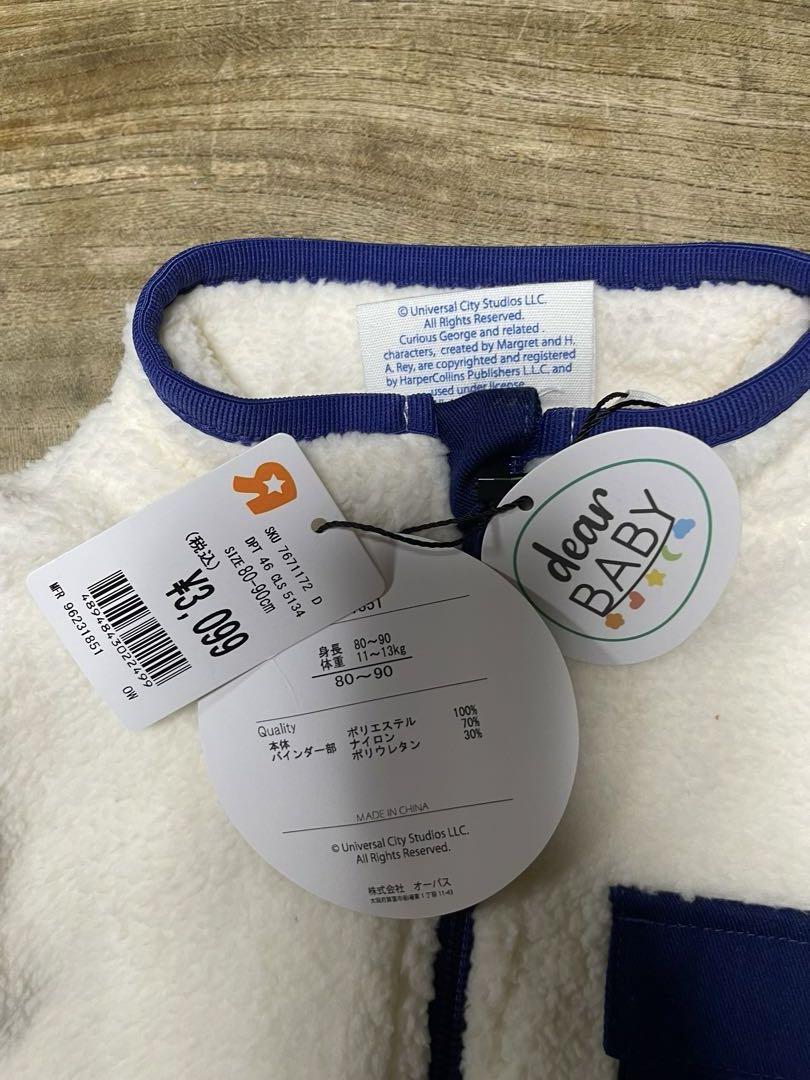 © Universal City Studios LLC.
All Rights Reserved.
Curious George and related
characters, created by Margret and H.
A. Rey, are copyrighted and registered
by HarperCollins Publishers L.L.C. and
used under license.
SKU 7671172 D
DPT 46 CLS 5134
SIZE 80-90cm
(税込)
¥3,099
4894843022499
MFR 96231851
OW
dear
BABY
身長 80～90
体重 11～13kg
80～90
Quality
本体 ポリエステル 100%
バインダー部 ナイロン 70%
ポリウレタン 30%
MADE IN CHINA
© Universal City Studios LLC.
All Rights Reserved.
株式会社 オーパス